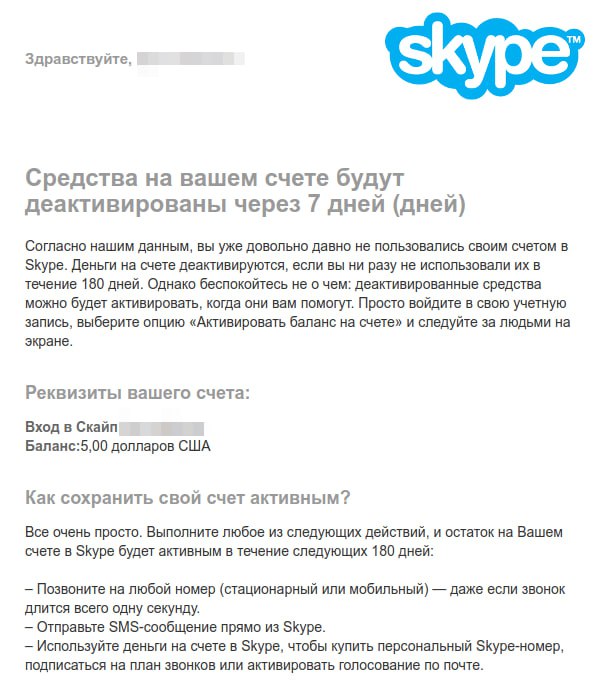 Здравствуйте,
skype™
Средства на вашем счете будут
деактивированы через 7 дней (дней)
Согласно нашим данным, вы уже довольно давно не пользовались своим счетом в
Skype. Деньги на счете деактивируются, если вы ни разу не использовали их в
течение 180 дней. Однако беспокойтесь не о чем: деактивированные средства
можно будет активировать, когда они вам помогут. Просто войдите в свою учетную
запись, выберите опцию «Активировать баланс на счете» и следуйте за людьми на
экране.
Реквизиты вашего счета:
Вход в Скайп
Баланс:5,00 долларов США
Как сохранить свой счет активным?
Все очень просто. Выполните любое из следующих действий, и остаток на Вашем
счете в Skype будет активным в течение следующих 180 дней:
– Позвоните на любой номер (стационарный или мобильный) — даже если звонок
длится всего одну секунду.
– Отправьте SMS-сообщение прямо из Skype.
– Используйте деньги на счете в Skype, чтобы купить персональный Skype-номер,
подписаться на план звонков или активировать голосование по почте.